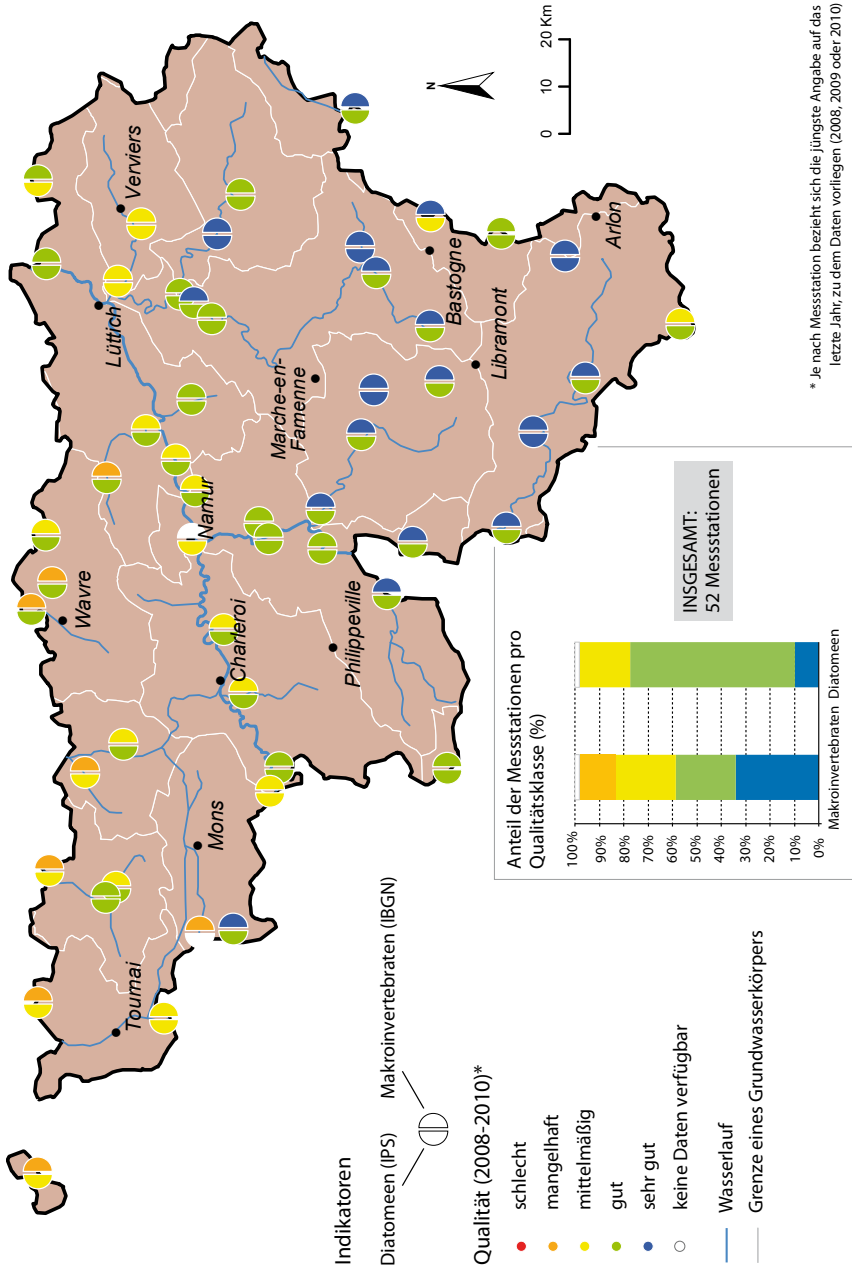 Indikatoren
Diatomeen (IPS)
Makroinvertebraten (IBGN)
Qualität (2008-2010)*
schlecht
mangelhaft
mittelmäßig
gut
sehr gut
keine Daten verfügbar
Wasserlauf
Grenze eines Grundwasserkörpers
Tournai
Mons
Wavre
Charleroi
Philippeville
Namur
Lüttich
Verviers
Marche-en-
Famenne
Bastogne
Libramont
Arlon
N
0
10
20 Km
Anteil der Messstationen pro
Qualitätsklasse (%)
100%
90%
80%
70%
60%
50%
40%
30%
20%
10%
0%
Makroinvertebraten
Diatomeen
INSGESAMT:
52 Messstationen
* Je nach Messstation bezieht sich die jüngste Angabe auf das
letzte Jahr, zu dem Daten vorliegen (2008, 2009 oder 2010)